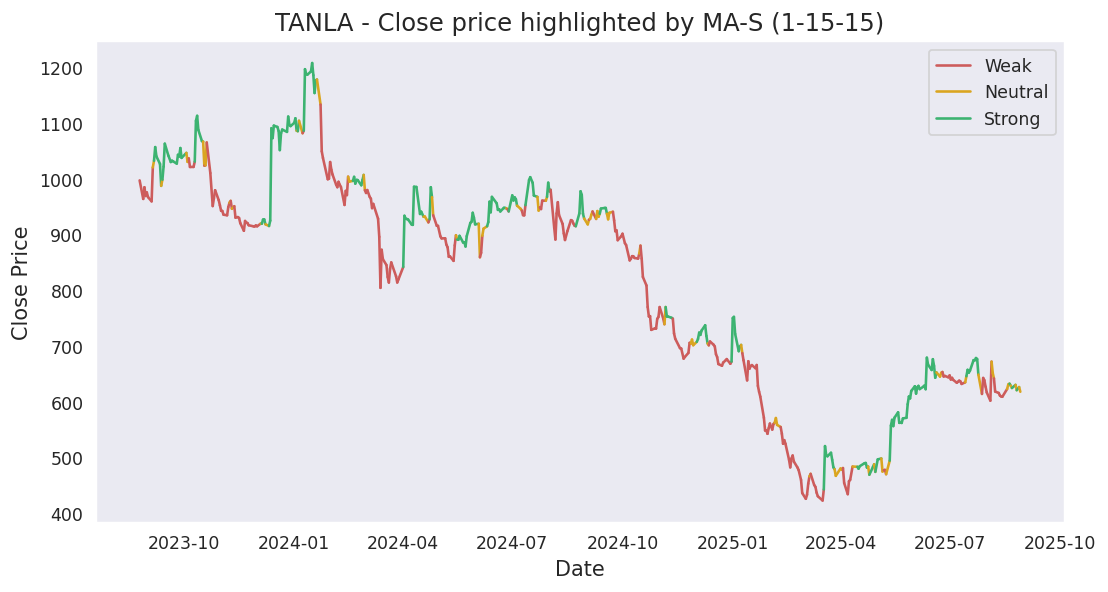 TANLA - Close price highlighted by MA-S (1-15-15)
Weak
Neutral
Strong
Close Price
1200
1100
1000
900
800
700
600
500
400
2023-10 2024-01 2024-04 2024-07 2024-10 2025-01 2025-04 2025-07 2025-10
Date